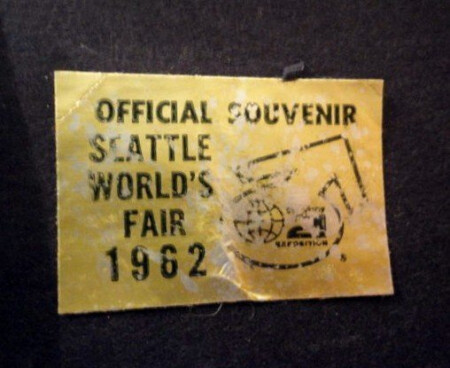 OFFICIAL SOUVENIR
SEATTLE
WORLD'S
FAIR
1962
21
EXPOSITION
®